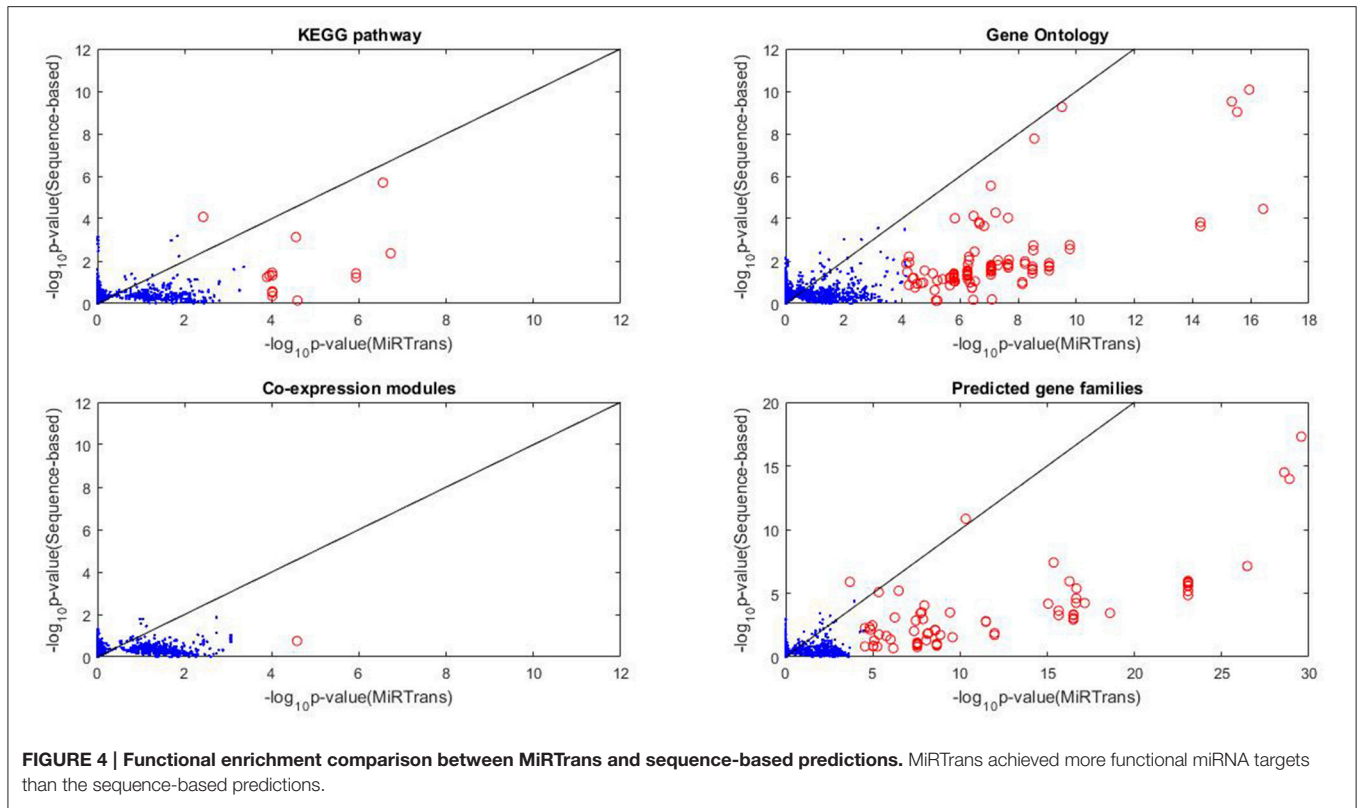 KEGG pathway
12
10
8
6
4
2
0
-log10p-value(Sequence-based)
0 2 4 6 8 10 12
-log10p-value(MiRTrans)
Gene Ontology
12
10
8
6
4
2
0
-log10p-value(Sequence-based)
0 2 4 6 8 10 12 14 16 18
-log10p-value(MiRTrans)
Co-expression modules
12
10
8
6
4
2
0
-log10p-value(Sequence-based)
0 2 4 6 8 10 12
-log10p-value(MiRTrans)
Predicted gene families
20
15
10
5
0
-log10p-value(Sequence-based)
0 5 10 15 20 25 30
-log10p-value(MiRTrans)
FIGURE 4 | Functional enrichment comparison between MiRTrans and sequence-based predictions. MiRTrans achieved more functional miRNA targets
than the sequence-based predictions.